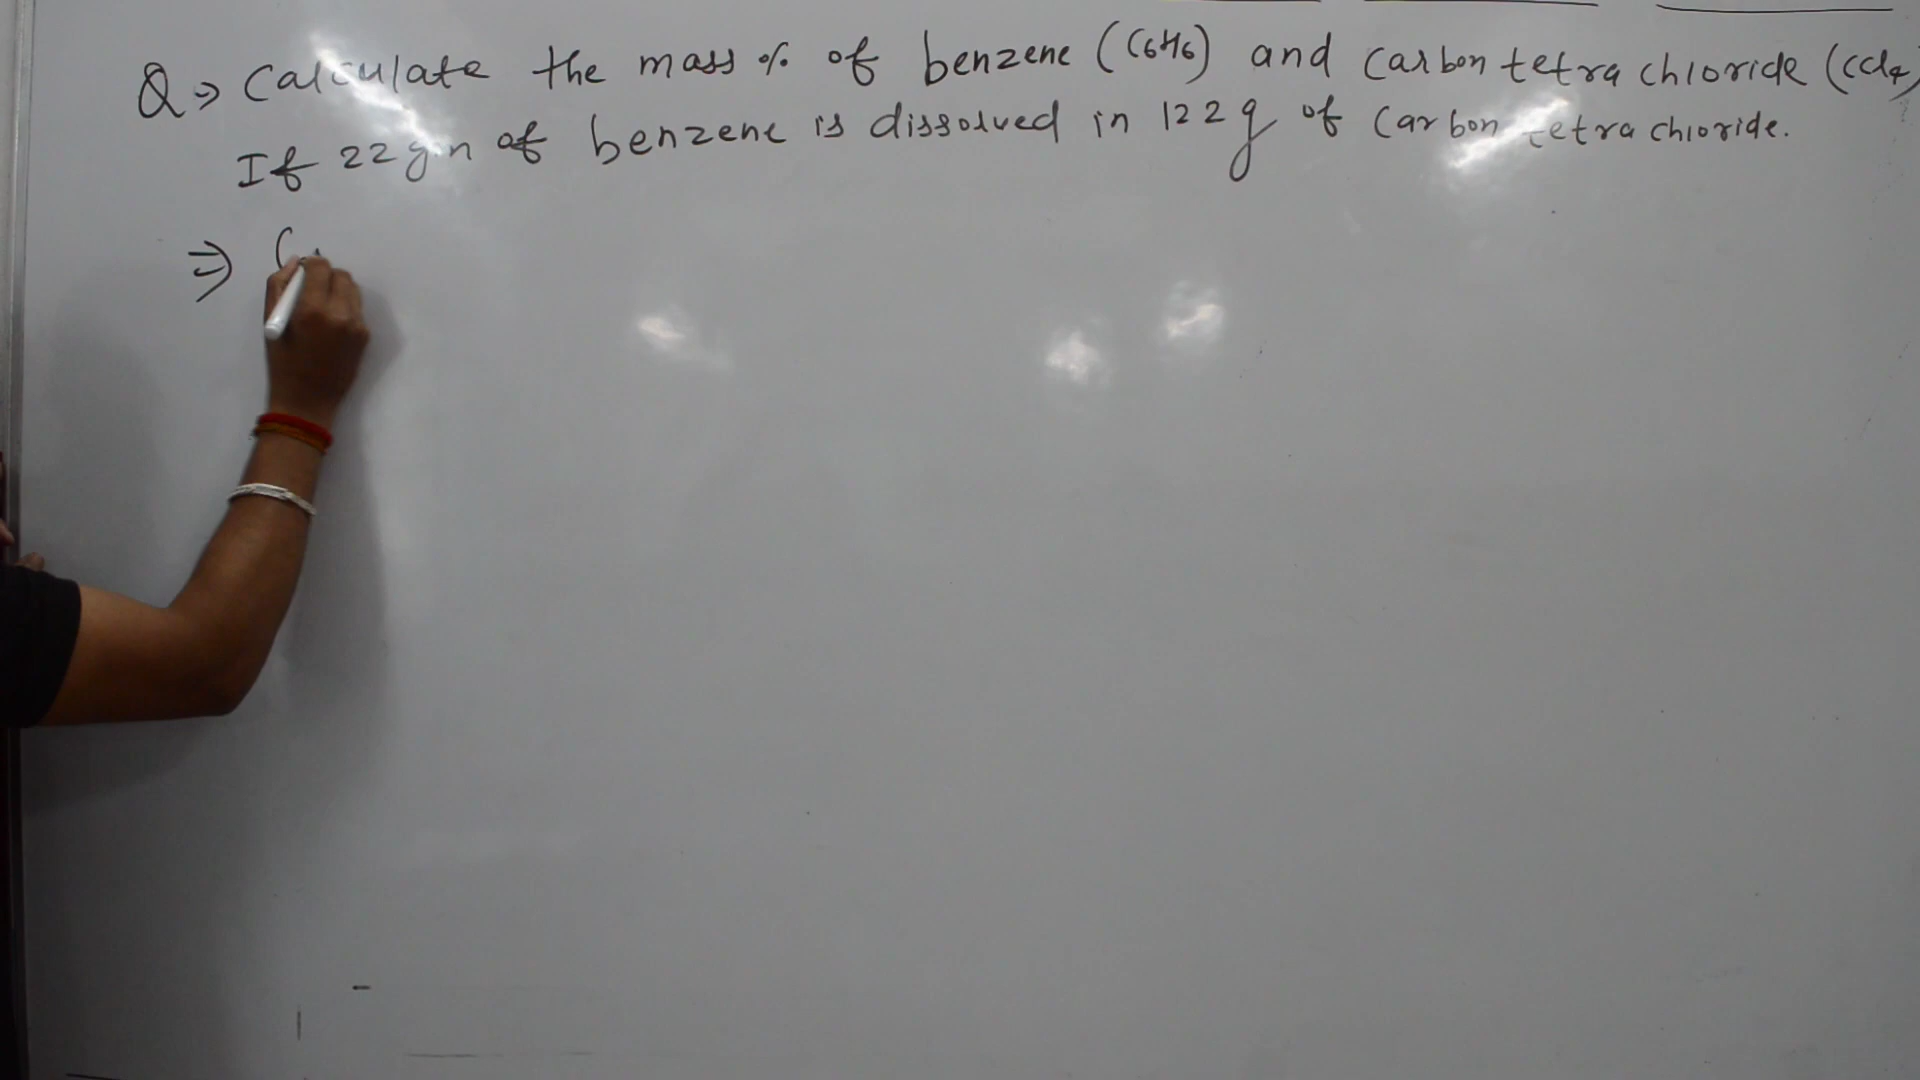 Q⇒ Calculate the mass % of benzene (C6H6) and Carbon tetra chloride (CCl4)
If 22 gm of benzene is dissolved in 122 g of Carbon tetra chloride.
⇒ (